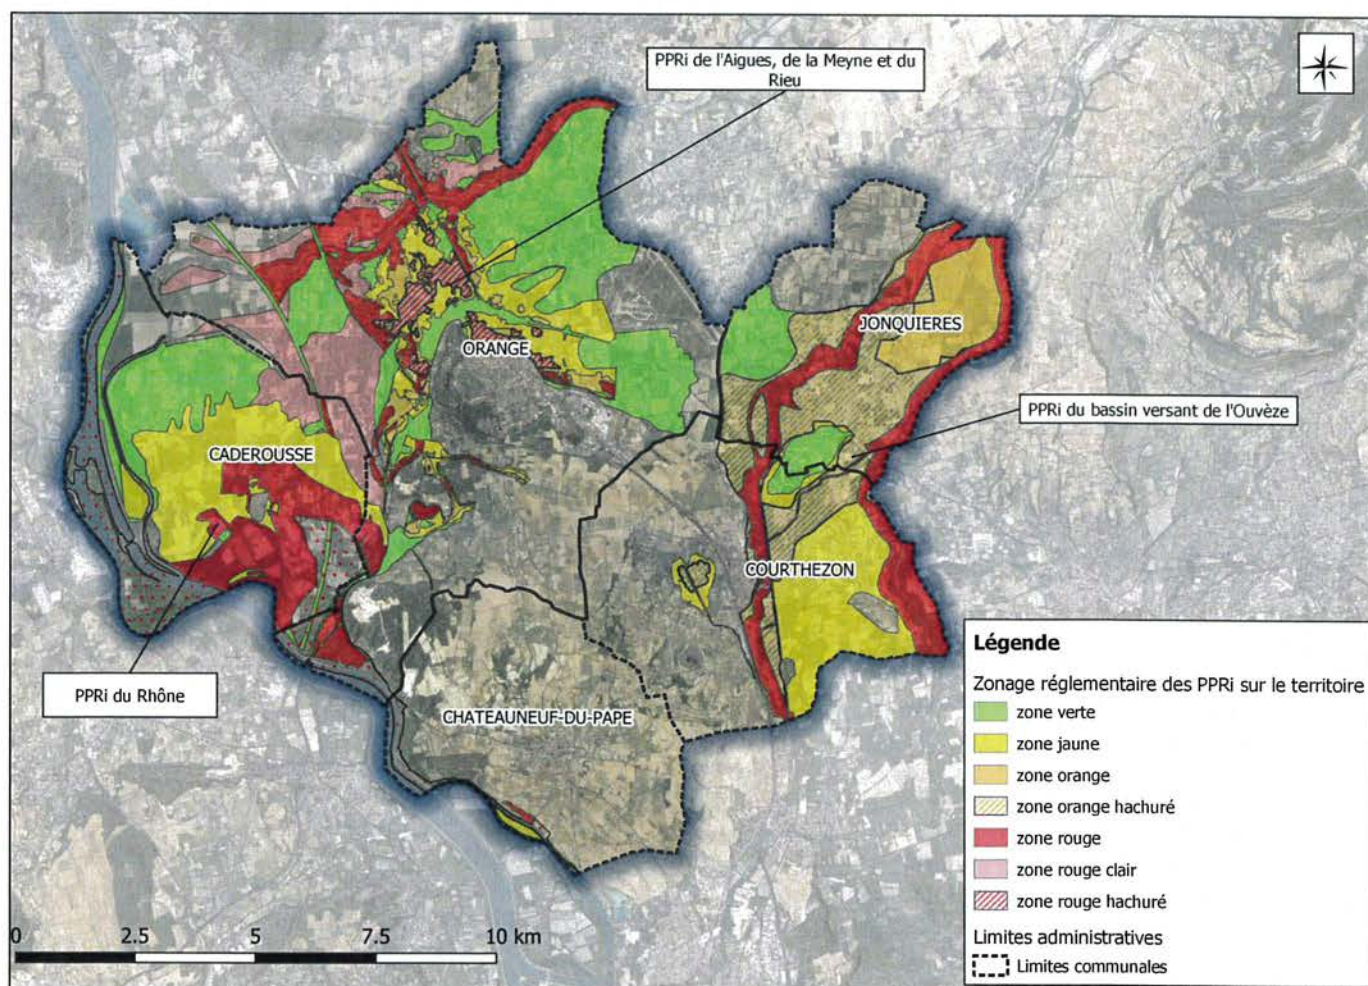 PPRi de l'Aigues, de la Meyne et du
Rieu
JONQUIERES
ORANGE
PPRi du bassin versant de l'Ouvèze
CADEROUSSE
COURTHEZON
PPRi du Rhône
CHATEAUNEUF-DU-PAPE
Légende
Zonage réglementaire des PPRi sur le territoire
zone verte
zone jaune
zone orange
zone orange hachuré
zone rouge
zone rouge clair
zone rouge hachuré
Limites administratives
Limites communales
0 2.5 5 7.5 10 km